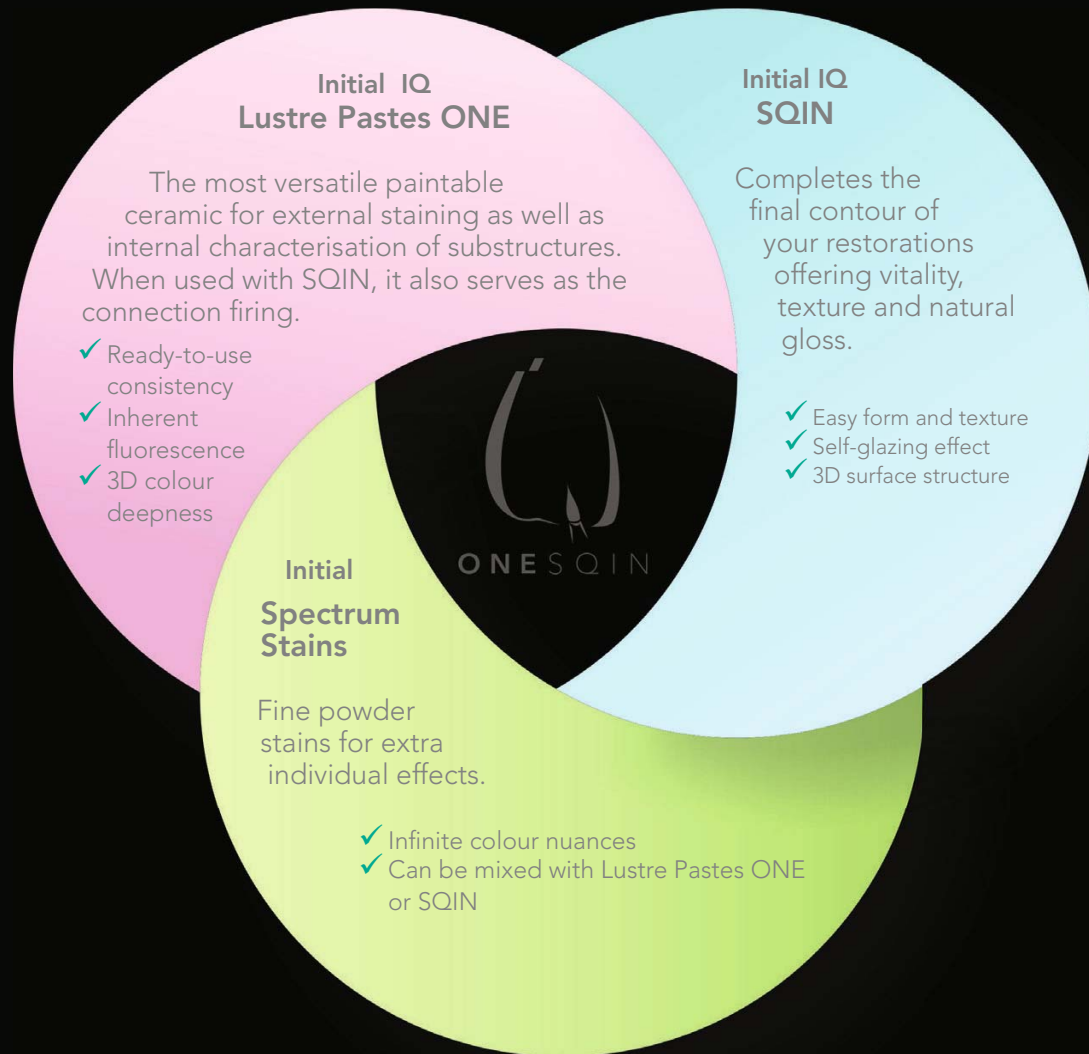 Initial IQ
Lustre Pastes ONE
The most versatile paintable
ceramic for external staining as well as
internal characterisation of substructures.
When used with SQIN, it also serves as the
connection firing.
Ready-to-use
consistency
Inherent
fluorescence
3D colour
deepness
Initial IQ
SQIN
Completes the
final contour of
your restorations
offering vitality,
texture and natural
gloss.
Easy form and texture
Self-glazing effect
3D surface structure
ONESQIN
Initial
Spectrum
Stains
Fine powder
stains for extra
individual effects.
Infinite colour nuances
Can be mixed with Lustre Pastes ONE
or SQIN